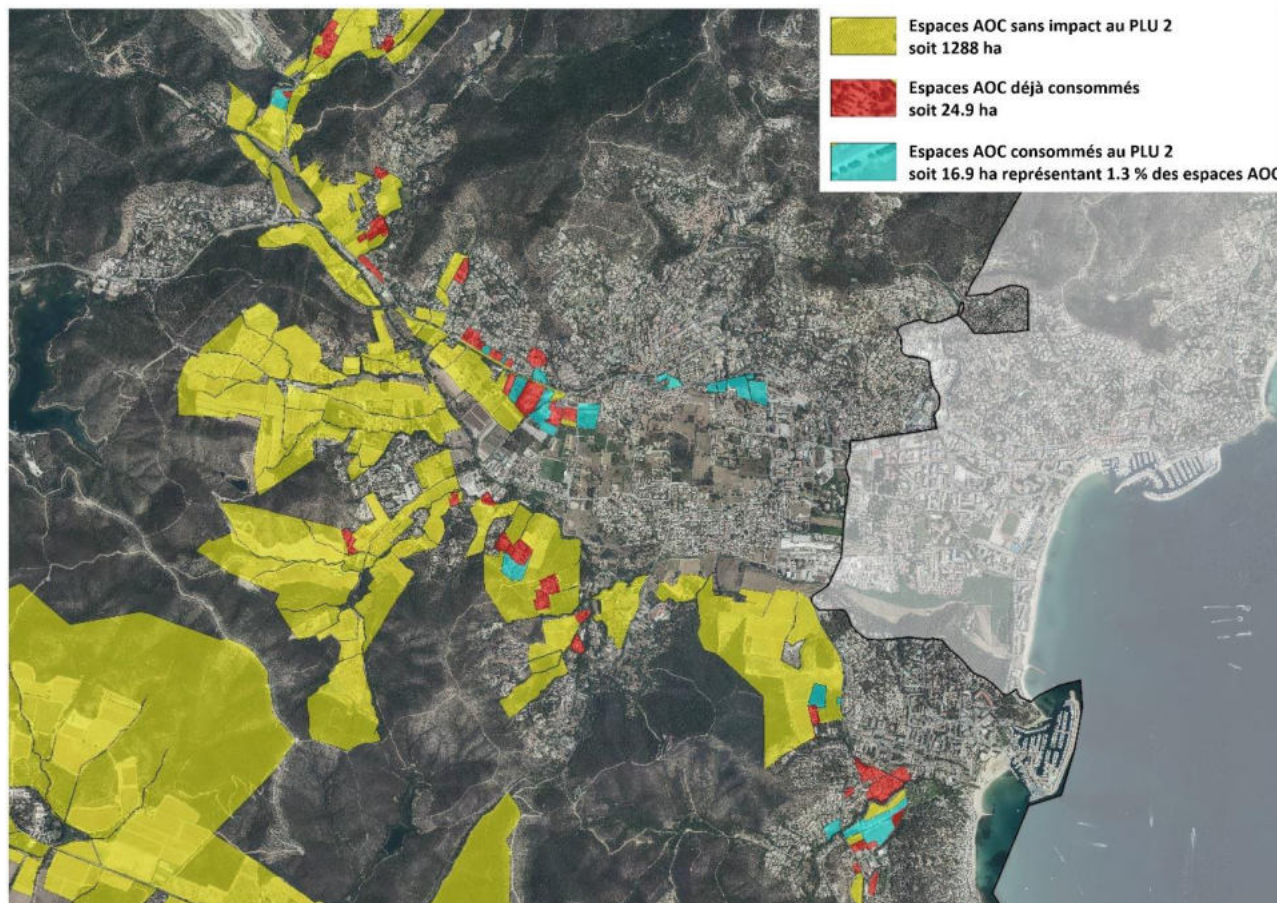 Espaces AOC sans impact au PLU 2
soit 1288 ha
Espaces AOC déjà consommés
soit 24.9 ha
Espaces AOC consommés au PLU 2
soit 16.9 ha représentant 1.3 % des espaces AOC